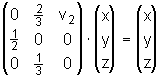 ( 0 2/3 v₂ ) ( x ) ( x )
( 1/2 0 0 ) · ( y ) = ( y )
( 0 1/3 0 ) ( z ) ( z )